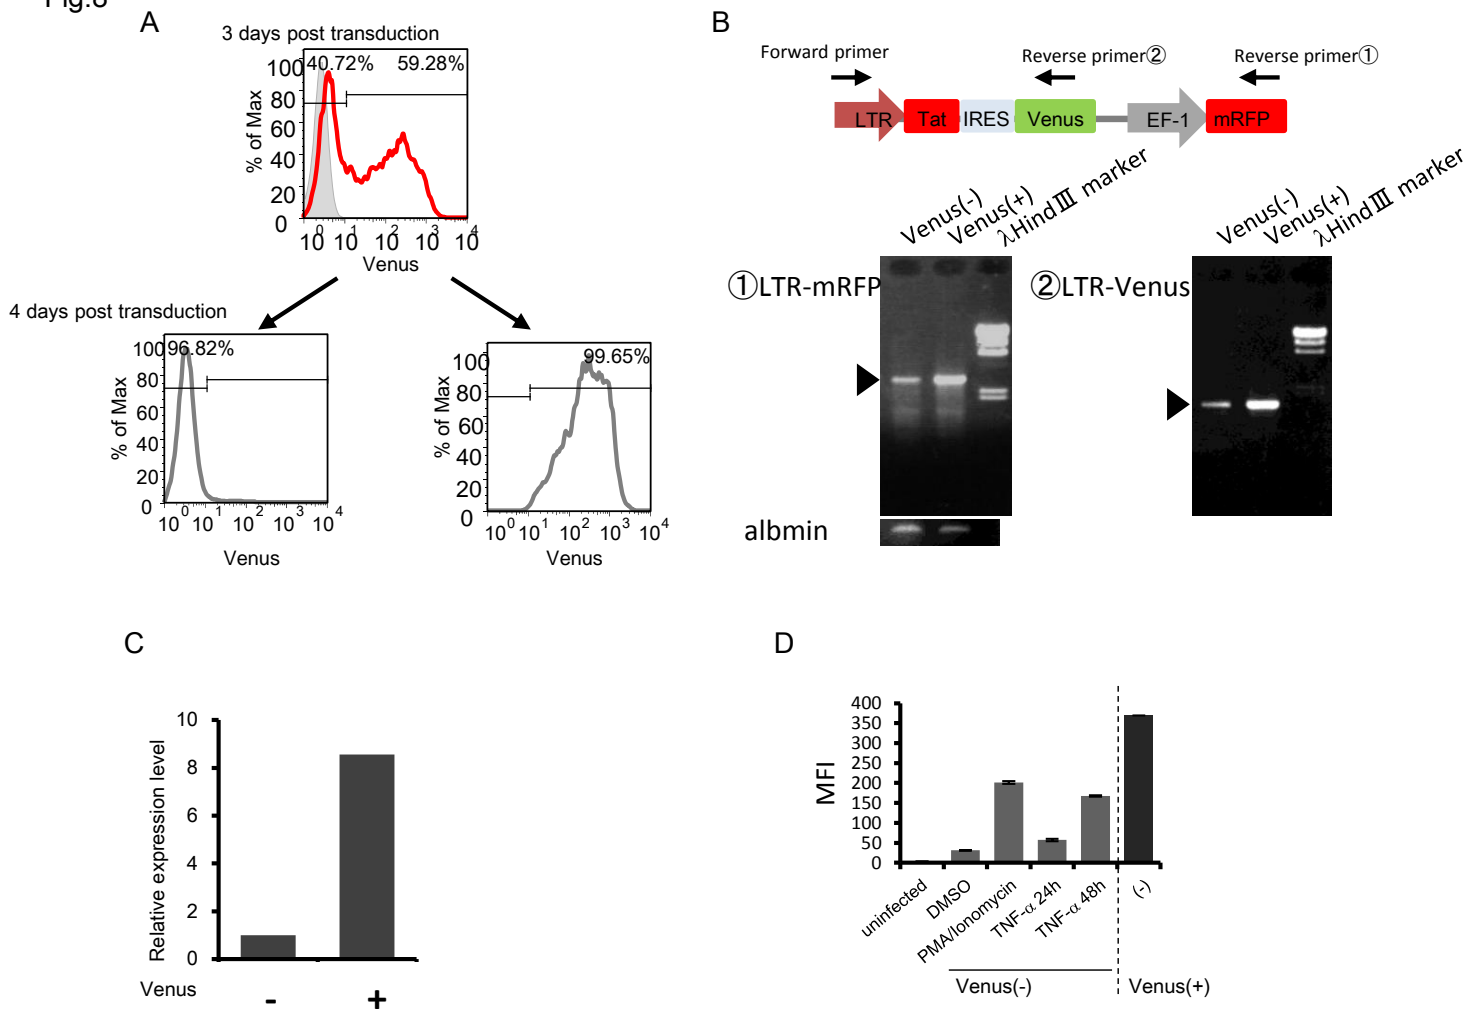 Fig.8
A
3 days post transduction
40.72% 59.28%
% of Max
100
80
60
40
20
0
10^0 10^1 10^2 10^3 10^4
Venus
4 days post transduction
96.82%
% of Max
100
80
60
40
20
0
10^0 10^1 10^2 10^3 10^4
Venus
99.65%
% of Max
100
80
60
40
20
0
10^0 10^1 10^2 10^3 10^4
Venus
B
Forward primer
Reverse primer②
Reverse primer①
LTR Tat IRES Venus EF-1 mRFP
Venus(-)
Venus(+)
λHindⅢ marker
①LTR-mRFP
albmin
Venus(-)
Venus(+)
λHindⅢ marker
②LTR-Venus
C
Relative expression level
10
8
6
4
2
0
Venus - +
D
MFI
400
350
300
250
200
150
100
50
0
uninfected
DMSO
PMA/Ionomycin
TNF-α 24h
TNF-α 48h
(-)
Venus(-) Venus(+)